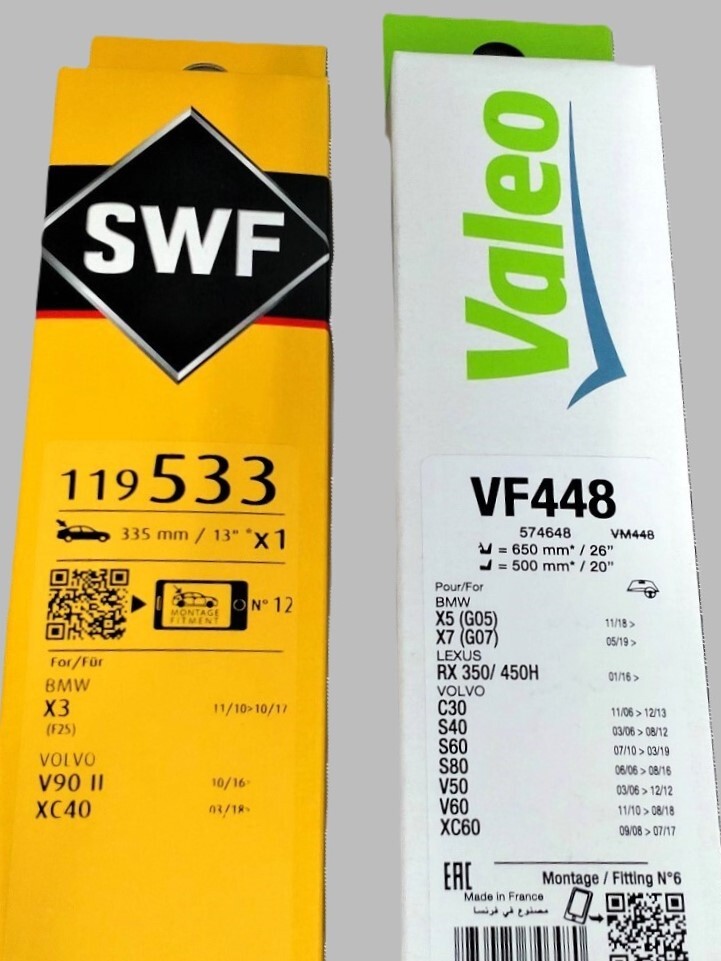 SWF
119 533
335 mm / 13" * x1
MONTAGE
FITMENT
N° 12
For/Für
BMW
X3 11/10>10/17
(F25)
VOLVO
V90 II 10/16>
XC40 03/18>
Valeo
VF448
574648 VM448
= 650 mm* / 26"
= 500 mm* / 20"
Pour/For
BMW
X5 (G05) 11/18 >
X7 (G07) 05/19 >
LEXUS
RX 350/ 450H 01/16 >
VOLVO
C30 11/06 > 12/13
S40 03/06 > 08/12
S60 07/10 > 03/19
S80 06/06 > 08/16
V50 03/06 > 12/12
V60 11/10 > 08/18
XC60 09/08 > 07/17
EAC Montage / Fitting N°6
Made in France
مصنوع في فرنسا